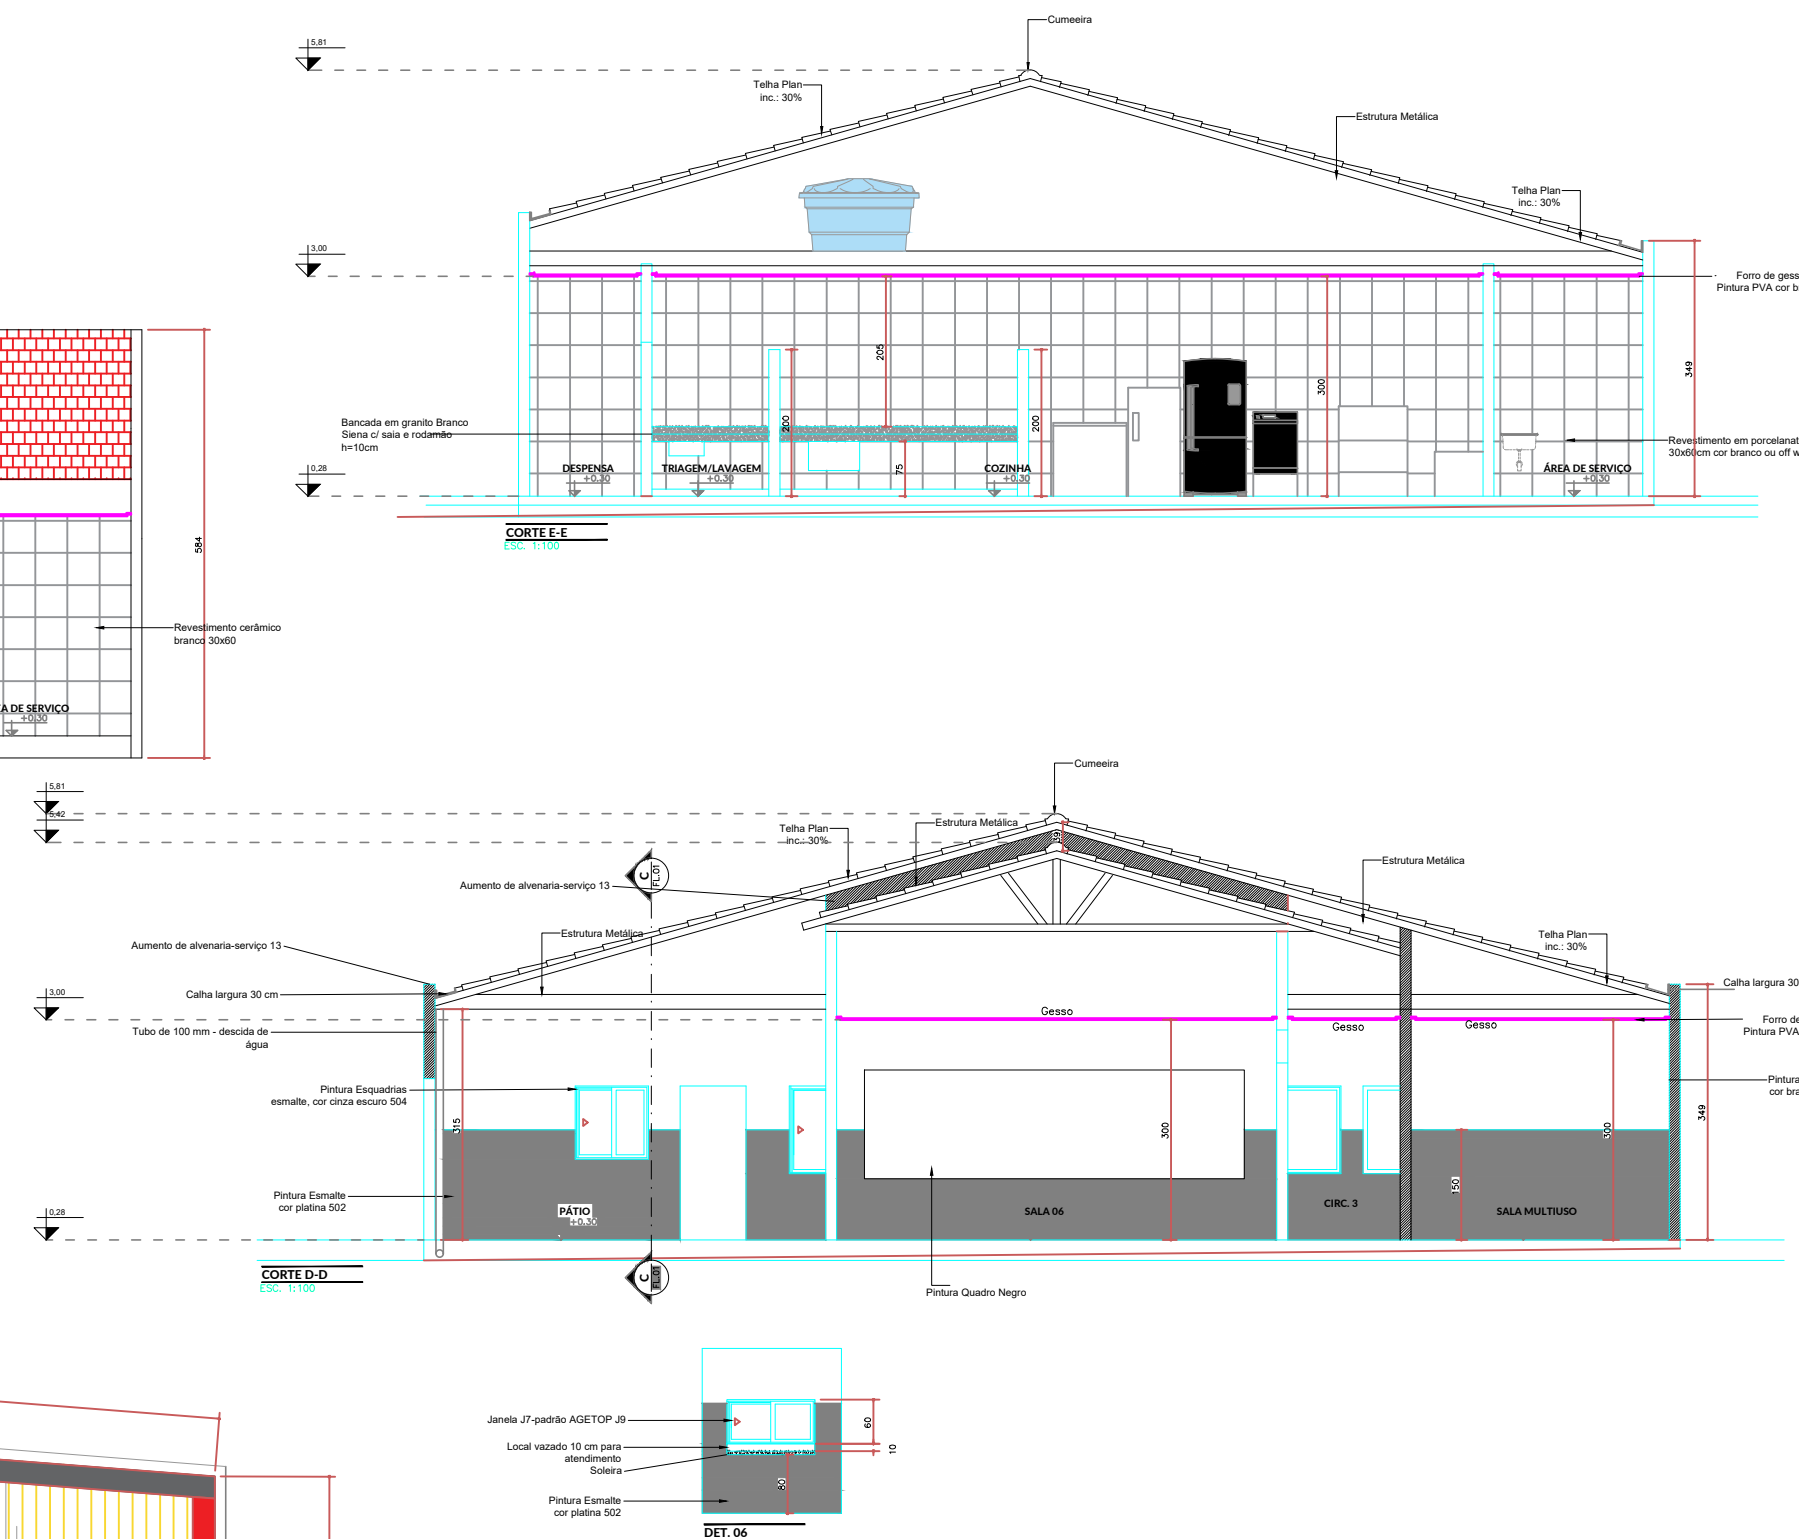 Cumeeira
5,81
Telha Plan
inc.: 30%
Estrutura Metálica
Telha Plan
inc.: 30%
3,00
Forro de gess
Pintura PVA cor b
205
200
200
300
349
75
Bancada em granito Branco
Siena c/ saia e rodamão
h=10cm
Revestimento em porcelanat
30x60cm cor branco ou off w
0,28
DESPENSA
+0.30
TRIAGEM/LAVAGEM
+0.30
COZINHA
+0.30
ÁREA DE SERVIÇO
+0.30
CORTE E-E
ESC. 1:100
584
Revestimento cerâmico
branco 30x60
A DE SERVIÇO
+0.30
Cumeeira
5,81
5,42
Telha Plan
inc.: 30%
Estrutura Metálica
39
Estrutura Metálica
C
FL.01
Aumento de alvenaria-serviço 13
Estrutura Metálica
Telha Plan
inc.: 30%
Aumento de alvenaria-serviço 13
Calha largura 30 cm
Calha largura 30
3,00
Gesso
Gesso
Gesso
Forro de
Pintura PVA
Tubo de 100 mm - descida de
água
Pintura Esquadrias
esmalte, cor cinza escuro 504
Pintura
cor bra
315
300
300
349
150
Pintura Esmalte
cor platina 502
0,28
PÁTIO
+0.30
SALA 06
CIRC. 3
SALA MULTIUSO
CORTE D-D
ESC. 1:100
C
FL.01
Pintura Quadro Negro
Janela J7-padrão AGETOP J9
Local vazado 10 cm para
atendimento
Soleira
60
10
80
Pintura Esmalte
cor platina 502
DET. 06